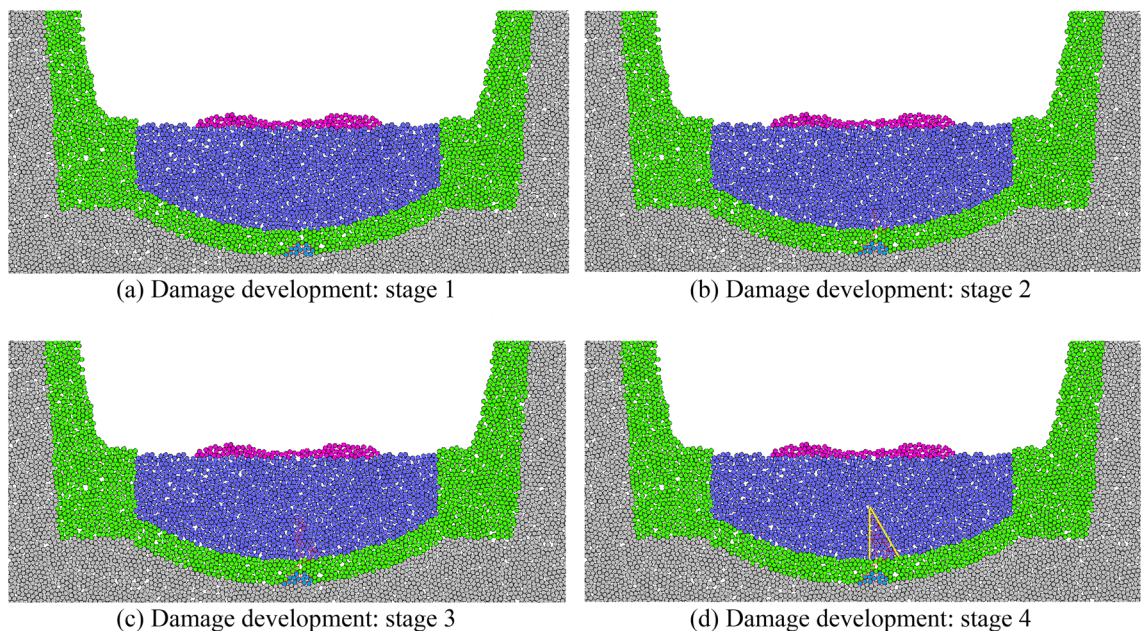 (a) Damage development: stage 1
(b) Damage development: stage 2
(c) Damage development: stage 3
(d) Damage development: stage 4